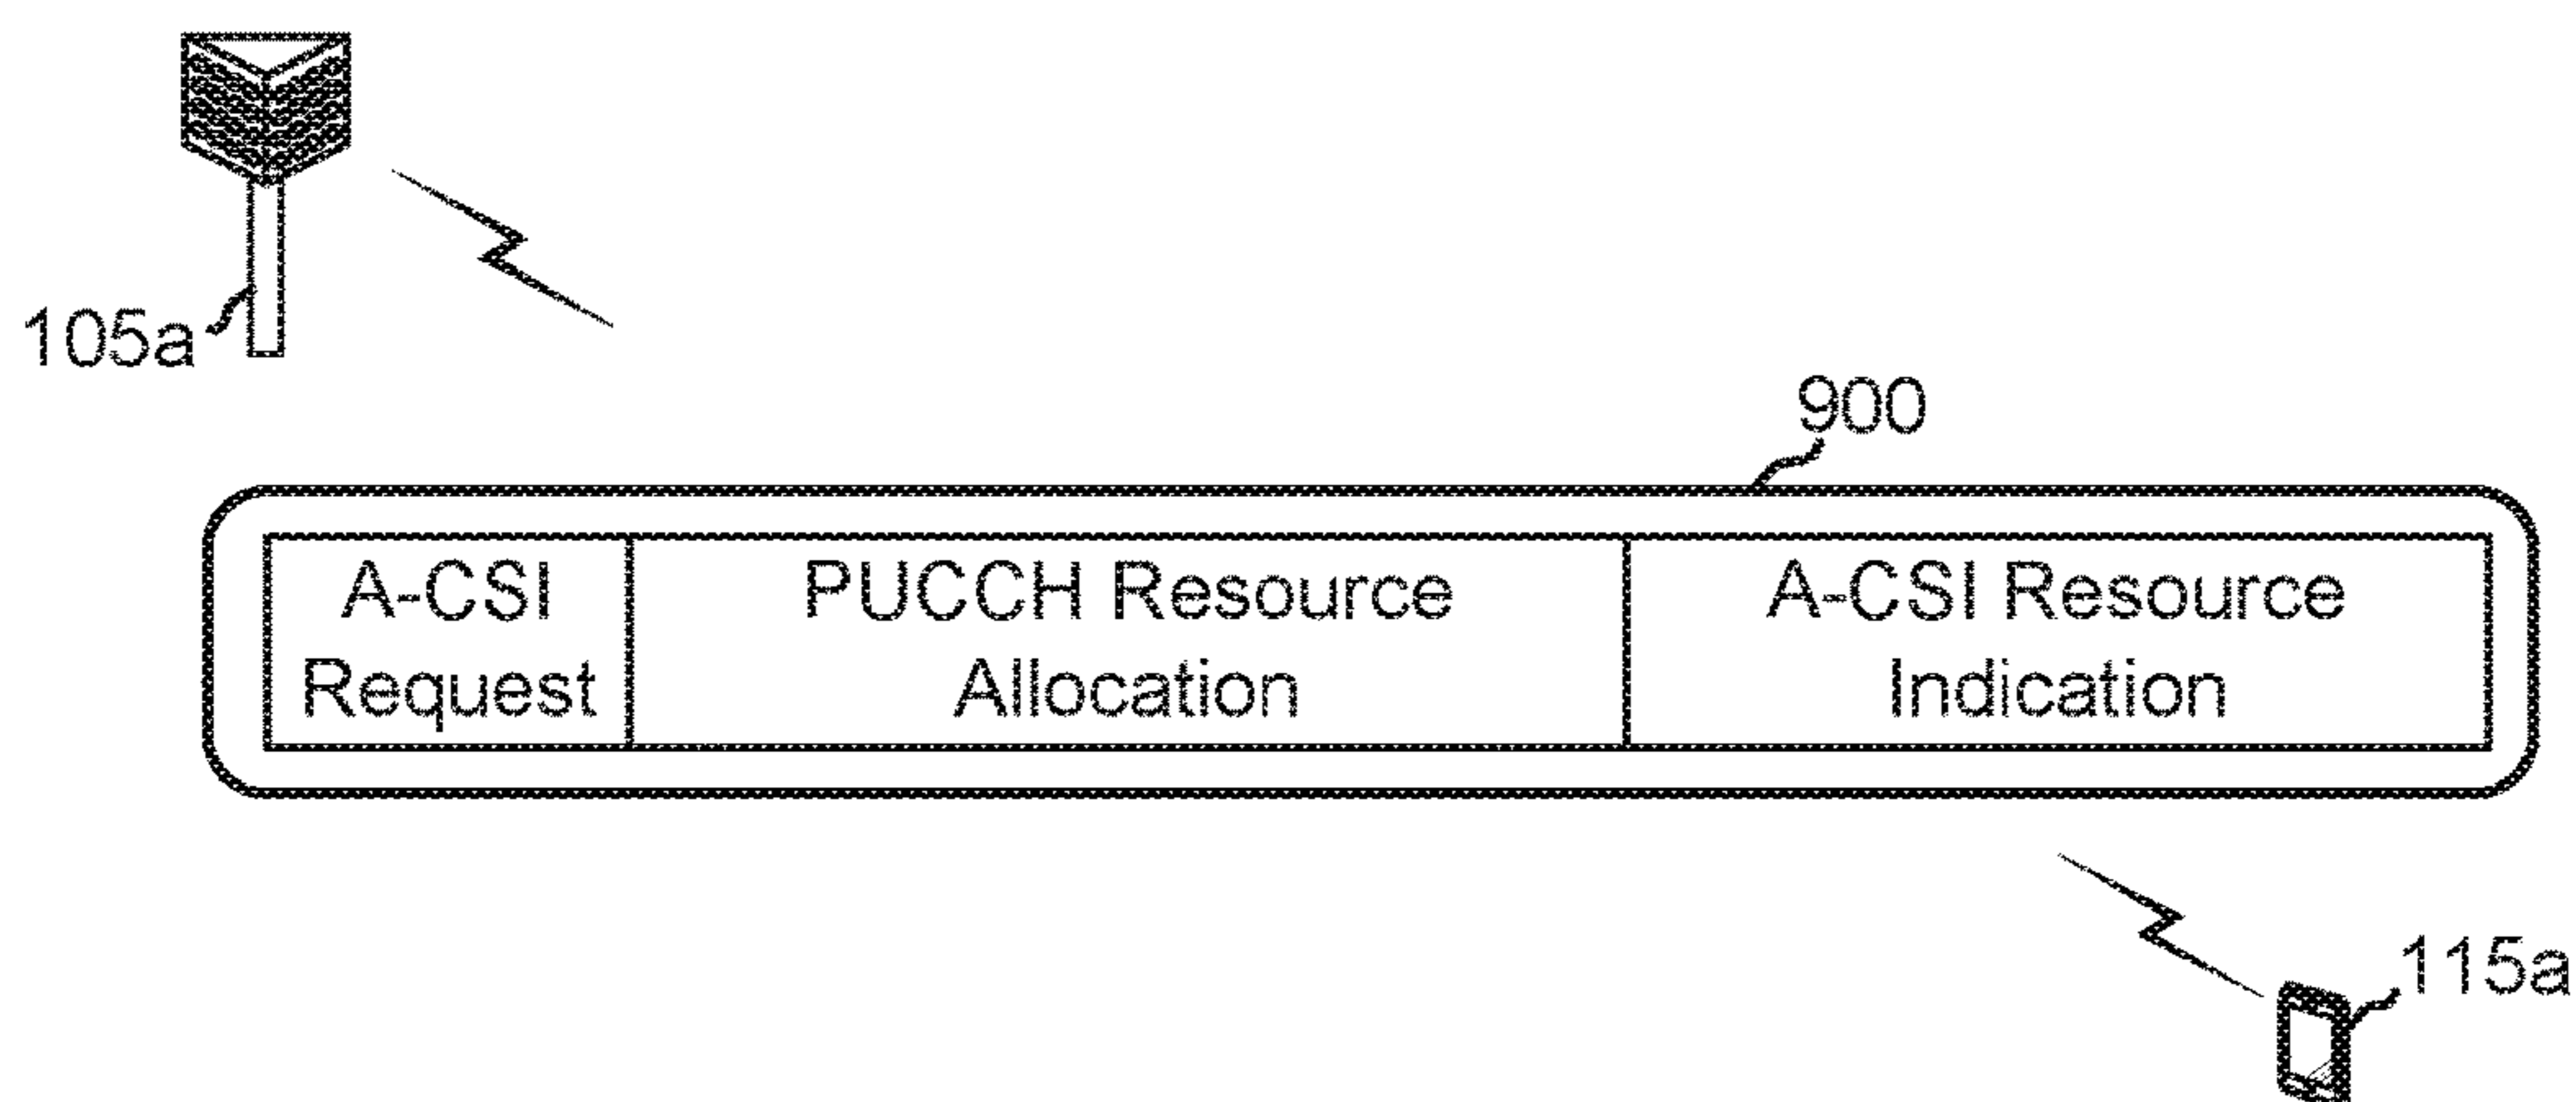 105a
900
A-CSI
Request
PUCCH Resource
Allocation
A-CSI Resource
Indication
115a